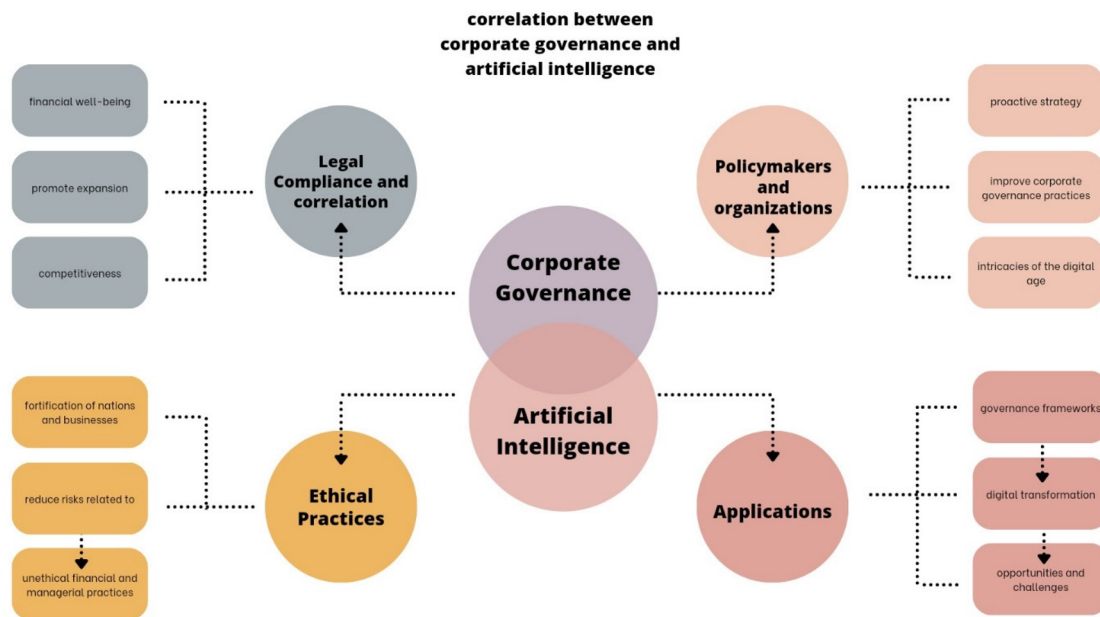 correlation between
corporate governance and
artificial intelligence
financial well-being
promote expansion
competitiveness
Legal
Compliance and
correlation
Policymakers
and
organizations
proactive strategy
improve corporate
governance practices
intricacies of the digital
age
Corporate
Governance
Artificial
Intelligence
fortification of nations
and businesses
reduce risks related to
unethical financial and
managerial practices
Ethical
Practices
Applications
governance frameworks
digital transformation
opportunities and
challenges